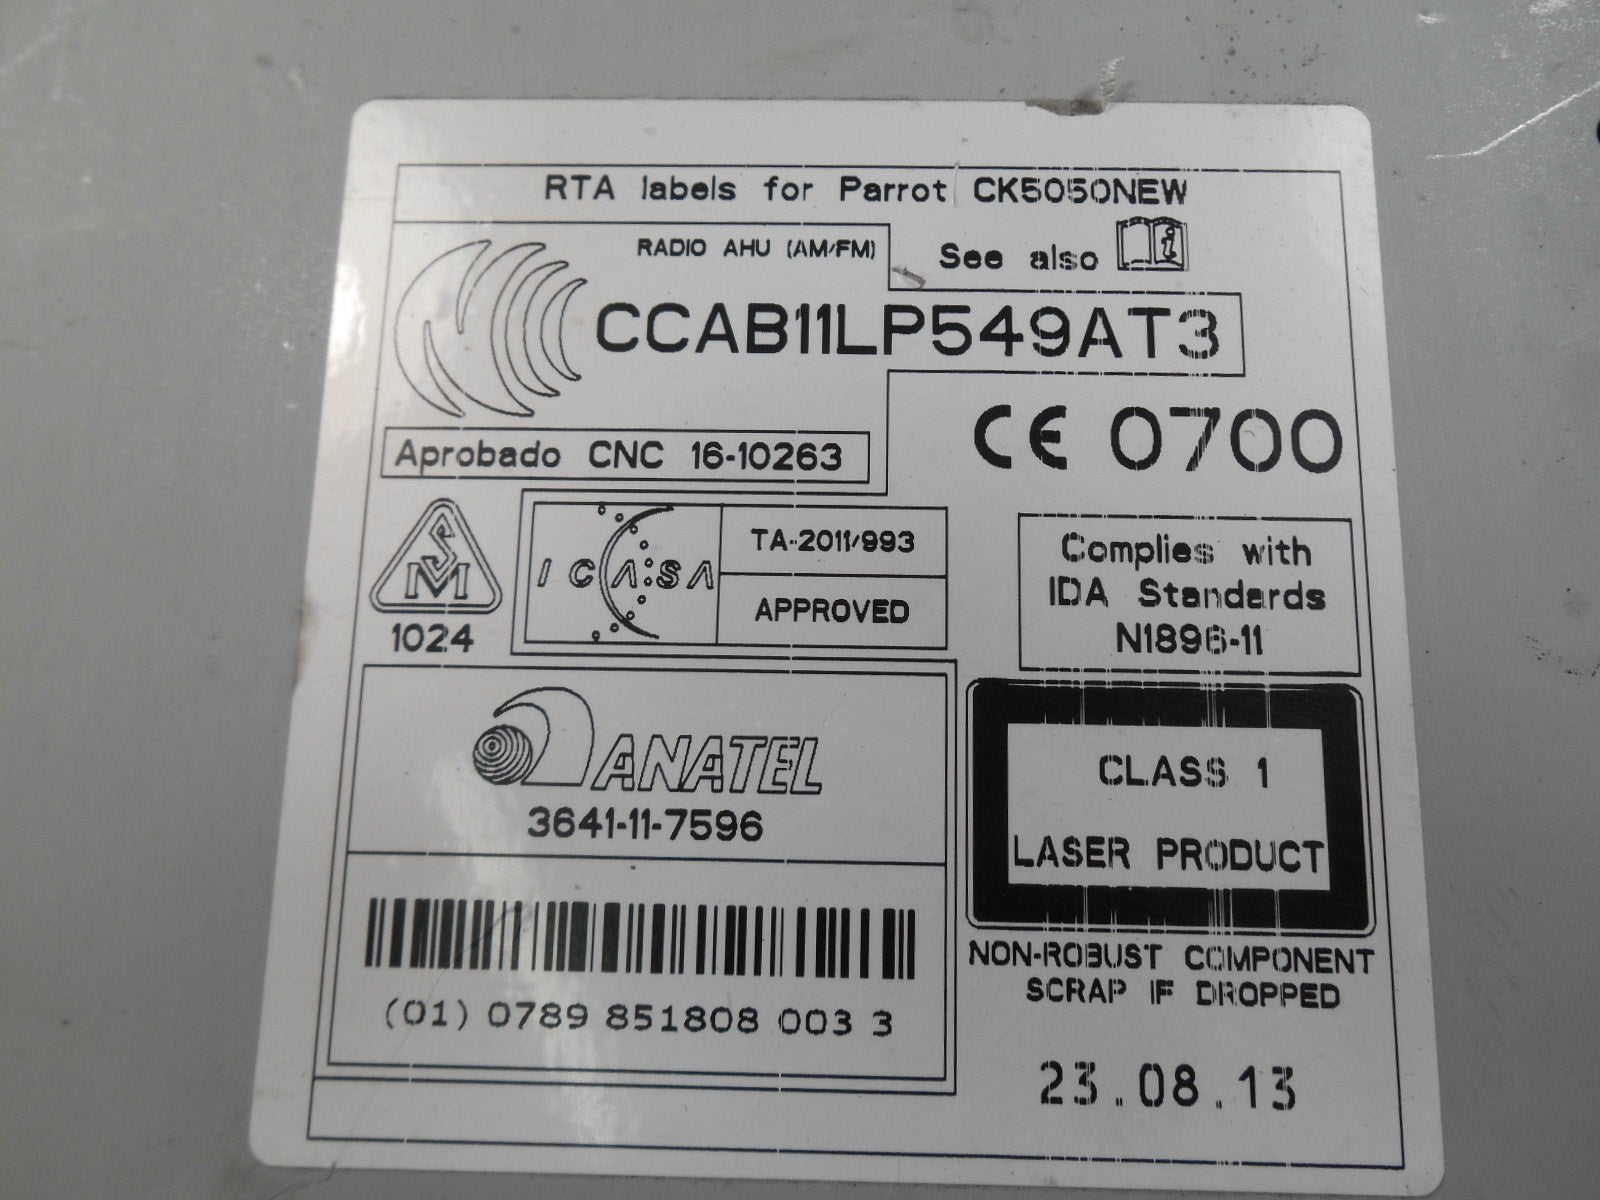 RTA labels for Parrot CK5050NEW
RADIO AHU (AM/FM)
See also
CCAB11LP549AT3
Aprobado CNC 16-10263
CE 0700
SM
1024
ICASA
TA-2011/993
APPROVED
Complies with
IDA Standards
N1896-11
ANATEL
3641-11-7596
CLASS 1
LASER PRODUCT
(01) 0789 851808 003 3
NON-ROBUST COMPONENT
SCRAP IF DROPPED
23.08.13